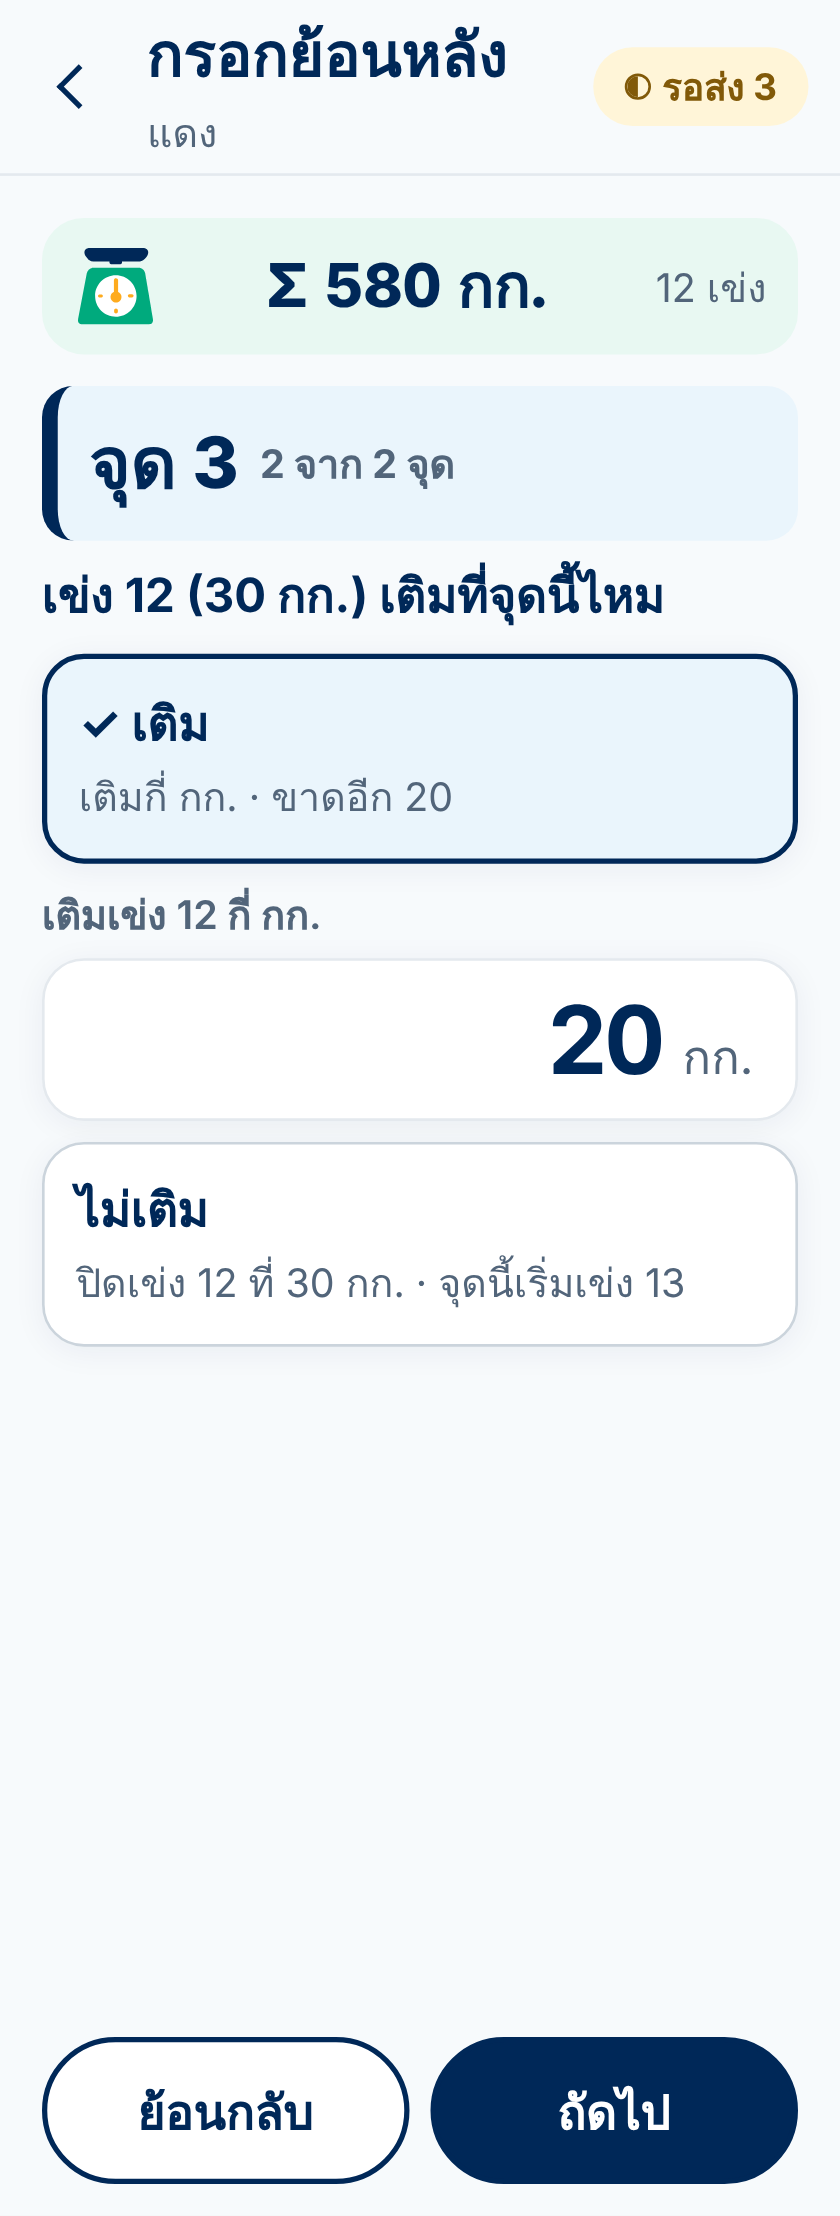 กรอกย้อนหลัง
แดง
รอส่ง 3
Σ 580 กก.
12 เข่ง
จุด 3 2 จาก 2 จุด
เข่ง 12 (30 กก.) เติมที่จุดนี้ไหม
✓ เติม
เติมกี่ กก. · ขาดอีก 20
เติมเข่ง 12 กี่ กก.
20 กก.
ไม่เติม
ปิดเข่ง 12 ที่ 30 กก. · จุดนี้เริ่มเข่ง 13
ย้อนกลับ
ถัดไป